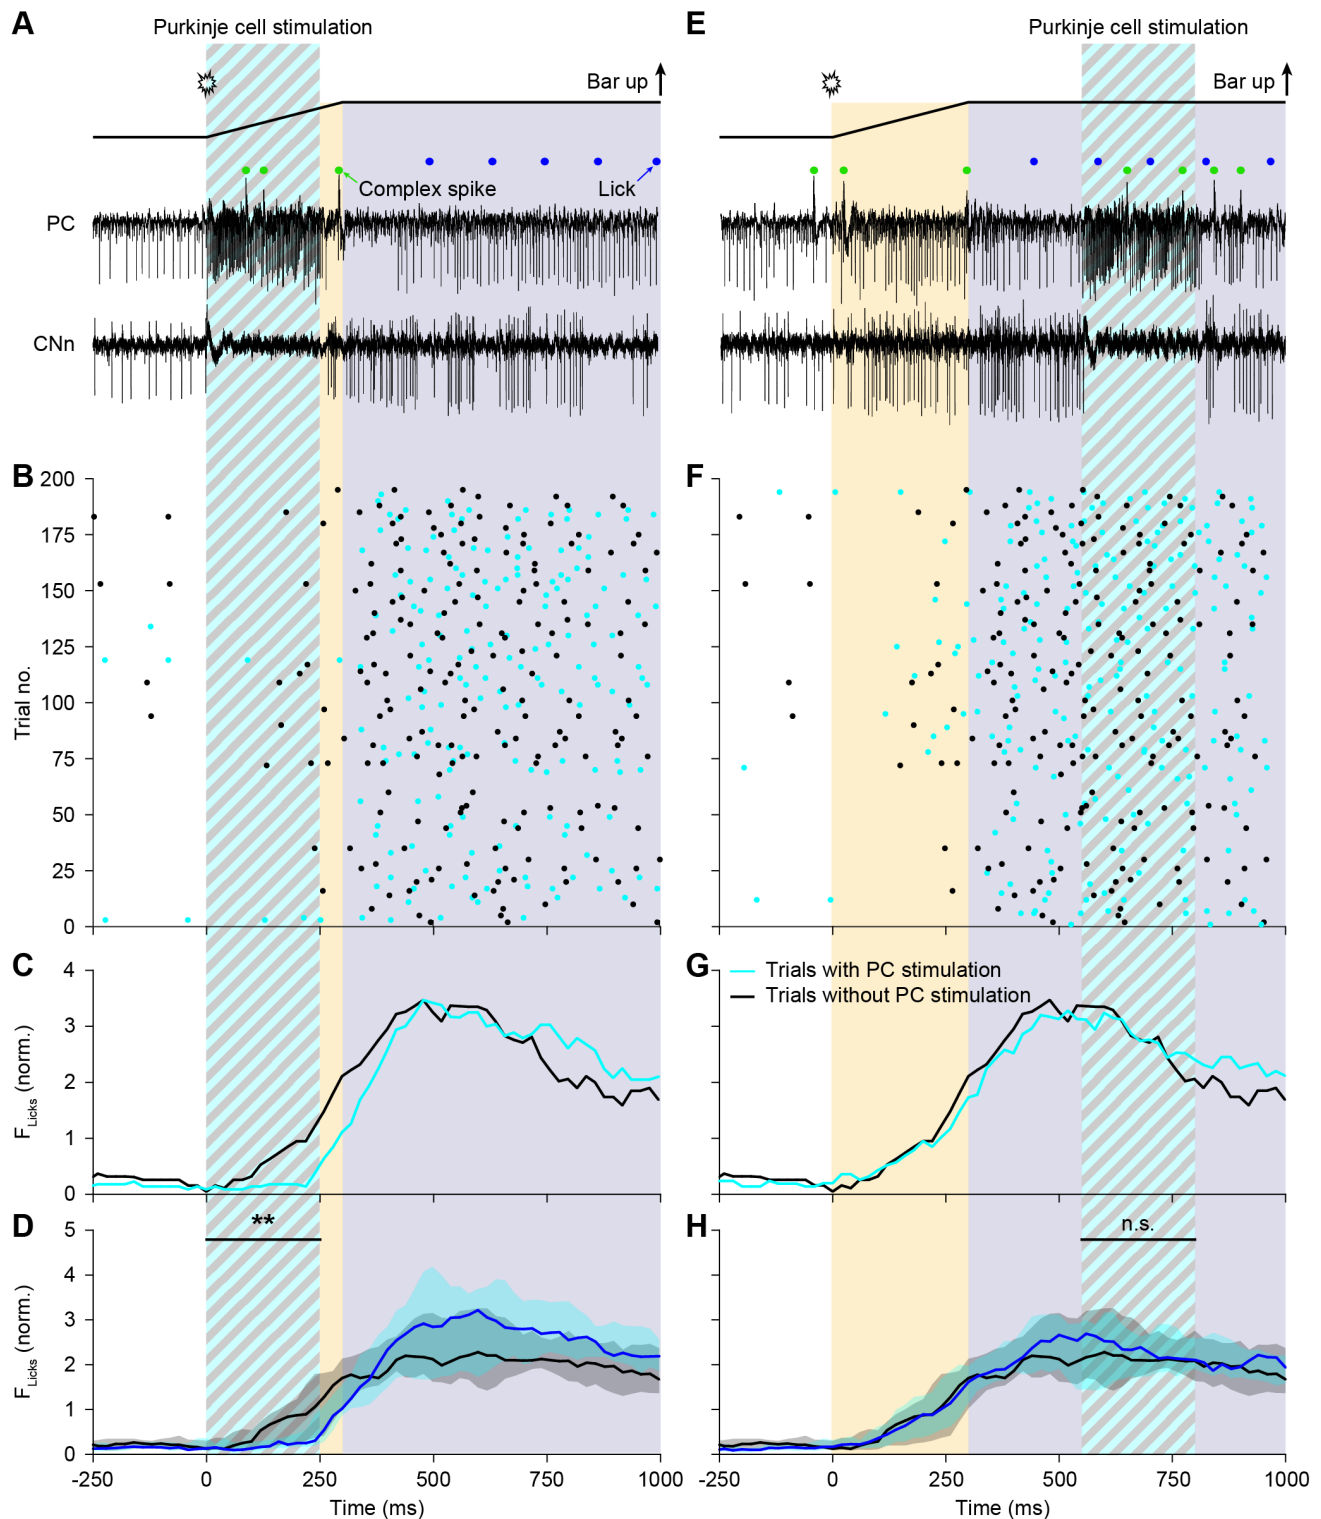 A
Purkinje cell stimulation
Bar up
Complex spike
Lick
PC
CNn
E
Purkinje cell stimulation
Bar up
B
200
175
150
125
100
75
50
25
0
Trial no.
F
C
4
3
2
1
0
F Licks (norm.)
G
Trials with PC stimulation
Trials without PC stimulation
D
**
5
4
3
2
1
0
F Licks (norm.)
-250 0 250 500 750 1000
Time (ms)
H
n.s.
-250 0 250 500 750 1000
Time (ms)